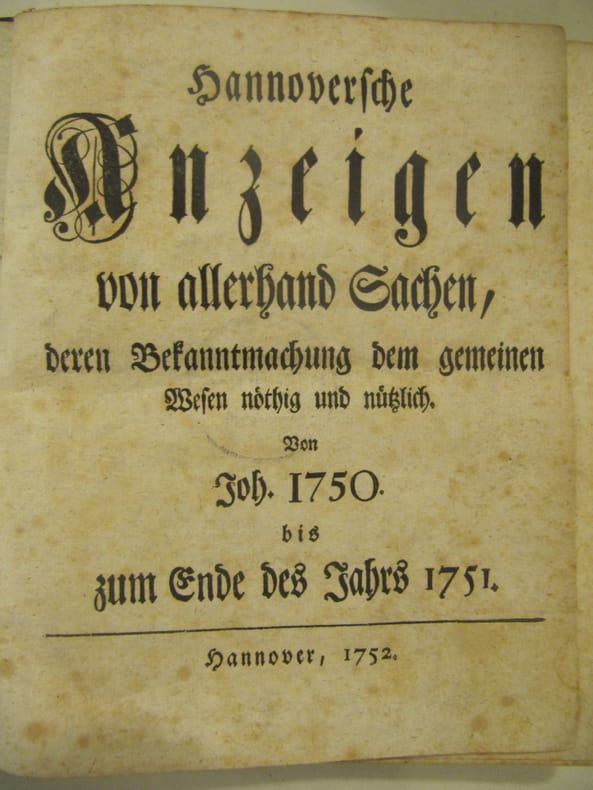 Hannoversche
Anzeigen
von allerhand Sachen,
deren Bekanntmachung dem gemeinen
Wesen nöthig und nützlich.
Von
Joh. 1750.
bis
zum Ende des Jahrs 1751.
Hannover, 1752.